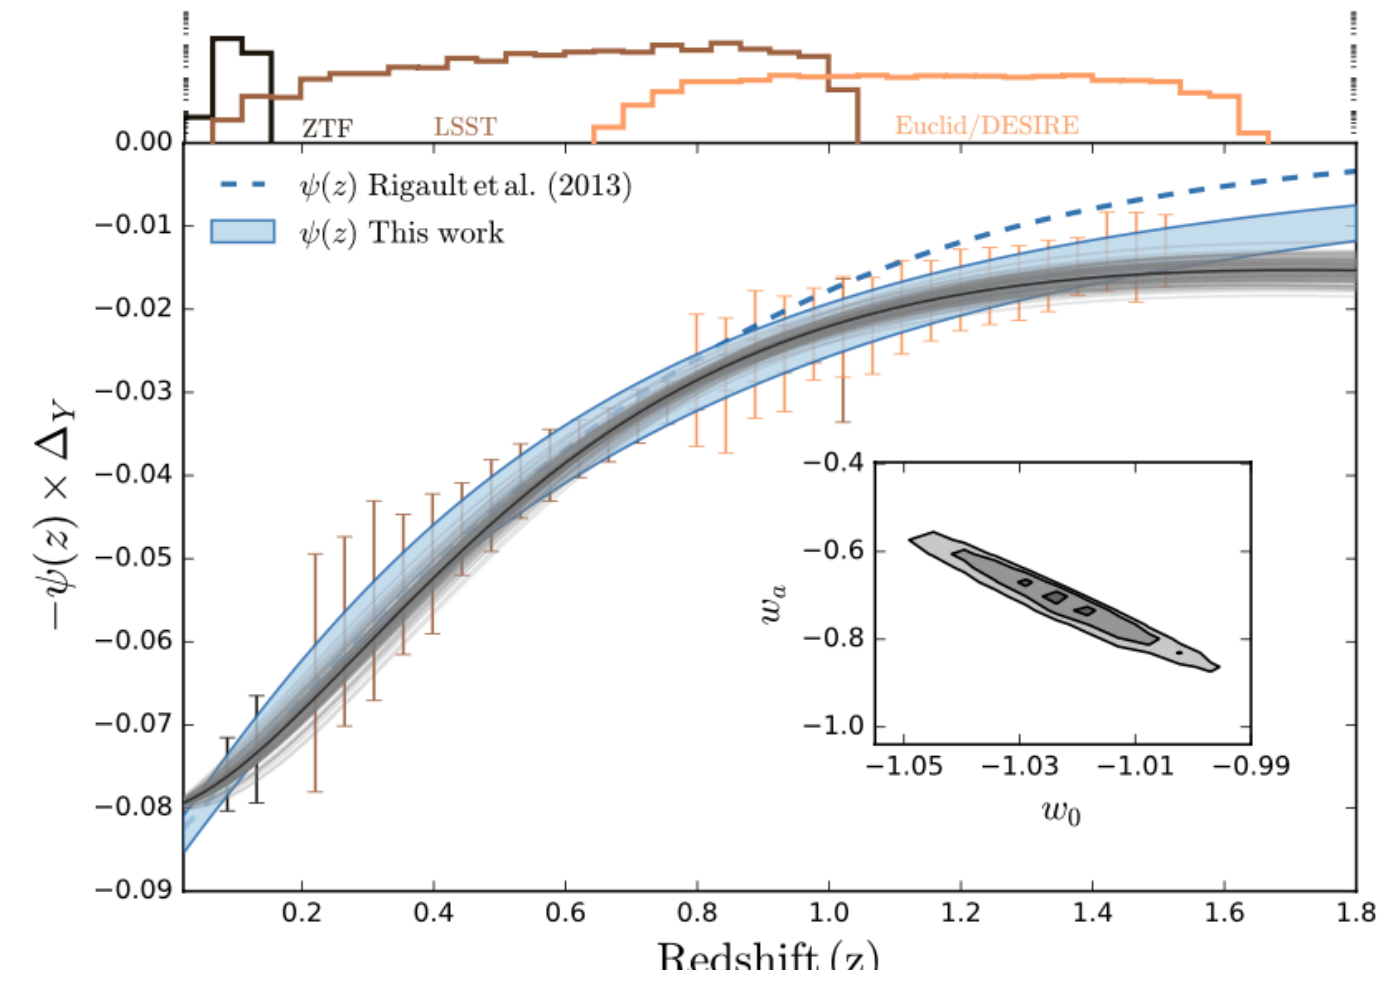 ZTF
LSST
Euclid/DESIRE
0.00
−0.01
−0.02
−0.03
−0.04
−0.05
−0.06
−0.07
−0.08
−0.09
−ψ(z) × Δ_Y
ψ(z) Rigault et al. (2013)
ψ(z) This work
−0.4
−0.6
−0.8
−1.0
w_a
−1.05 −1.03 −1.01 −0.99
w_0
0.2 0.4 0.6 0.8 1.0 1.2 1.4 1.6 1.8
Redshift (z)